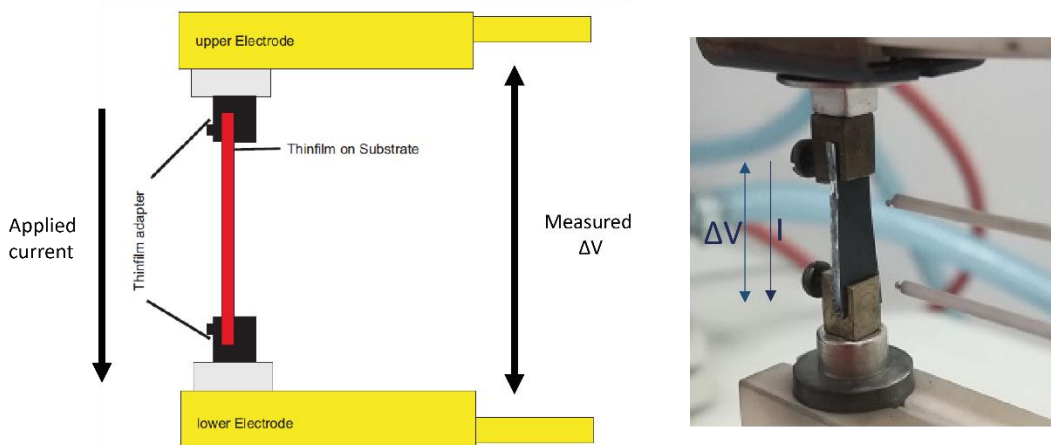 upper Electrode
Thinfilm on Substrate
Thinfilm adapter
Applied
current
Measured
ΔV
lower Electrode
ΔV
I